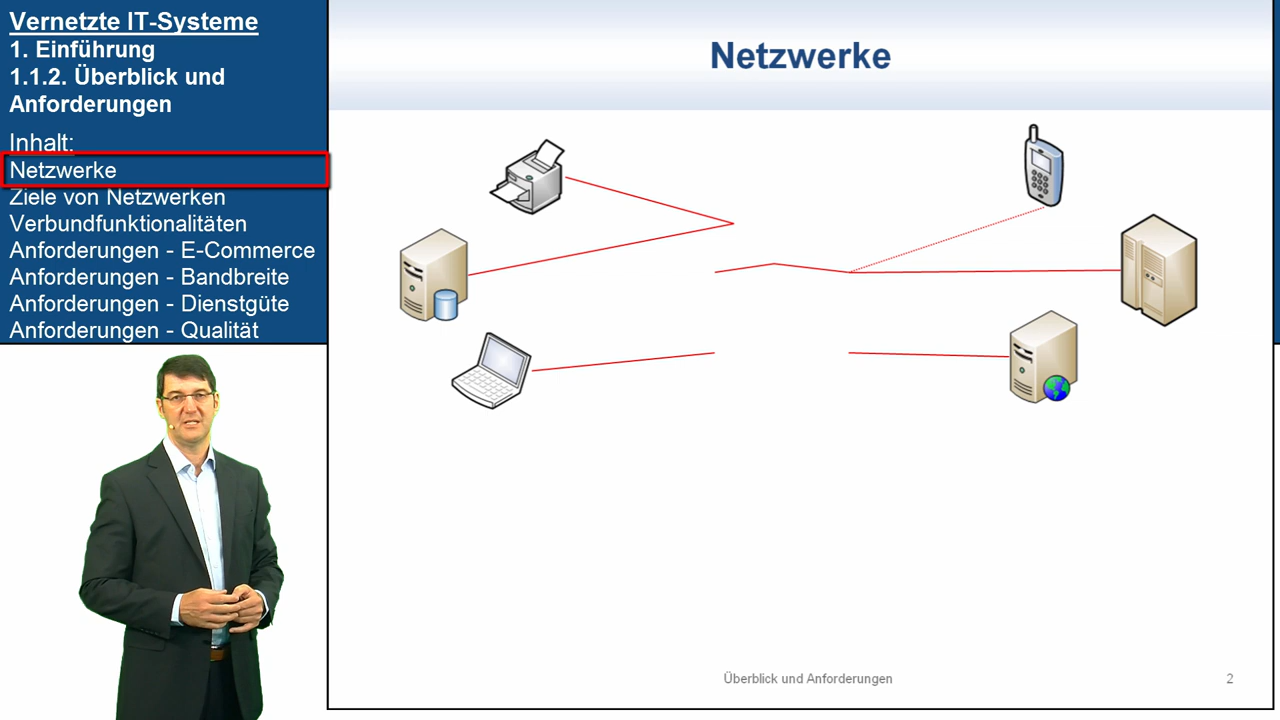 Vernetzte IT-Systeme
1. Einführung
1.1.2. Überblick und
Anforderungen
Inhalt:
Netzwerke
Ziele von Netzwerken
Verbundfunktionalitäten
Anforderungen - E-Commerce
Anforderungen - Bandbreite
Anforderungen - Dienstgüte
Anforderungen - Qualität
Netzwerke
Überblick und Anforderungen
2